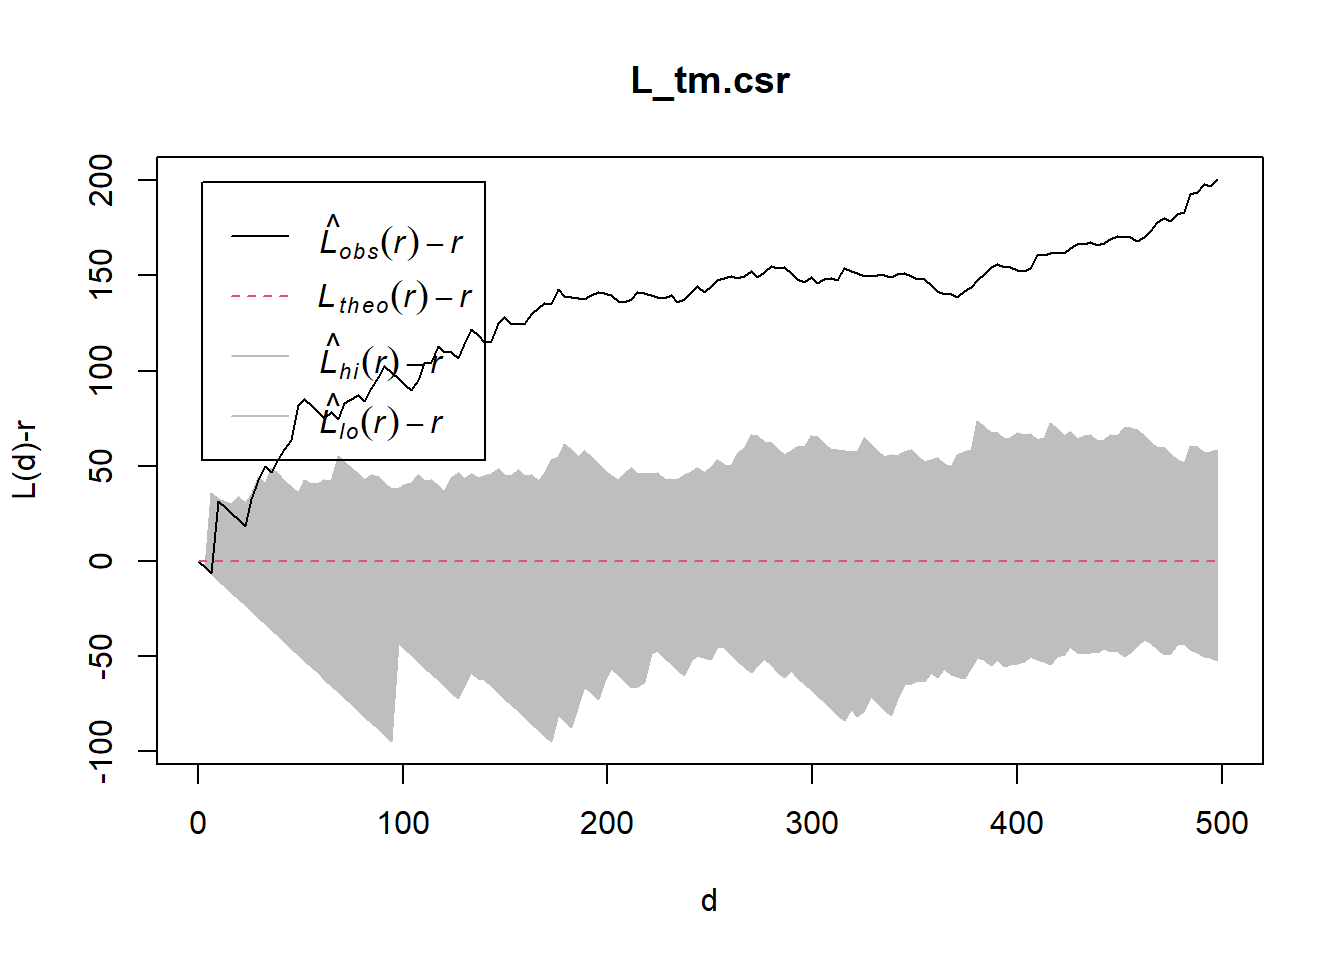 L_tm.csr
L(d)-r
200
150
100
50
0
-50
-100
L̂obs(r) – r
Ltheo(r) – r
L̂hi(r) – r
L̂lo(r) – r
0 100 200 300 400 500
d